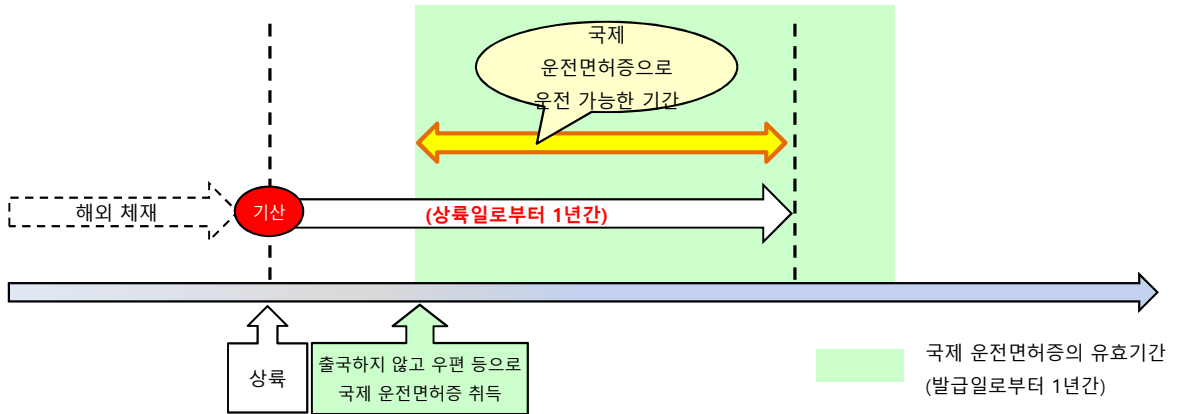 국제
운전면허증으로
운전 가능한 기간
해외 체재
기산
(상륙일로부터 1년간)
상륙
출국하지 않고 우편 등으로
국제 운전면허증 취득
국제 운전면허증의 유효기간
(발급일로부터 1년간)